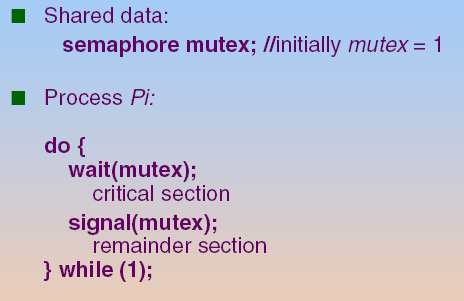 Shared data:
semaphore mutex; //initially mutex = 1
Process Pi:
do {
wait(mutex);
critical section
signal(mutex);
remainder section
} while (1);